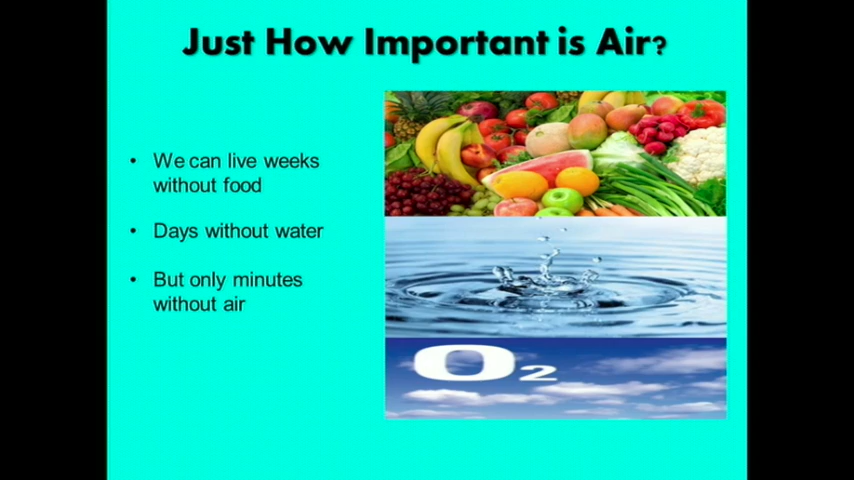 Just How Important is Air?
• We can live weeks
without food
• Days without water
• But only minutes
without air
O2